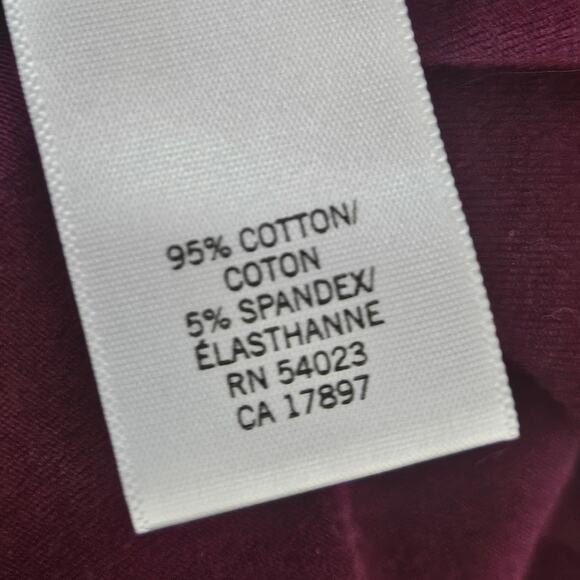 95% COTTON/
COTON
5% SPANDEX/
ÉLASTHANNE
RN 54023
CA 17897